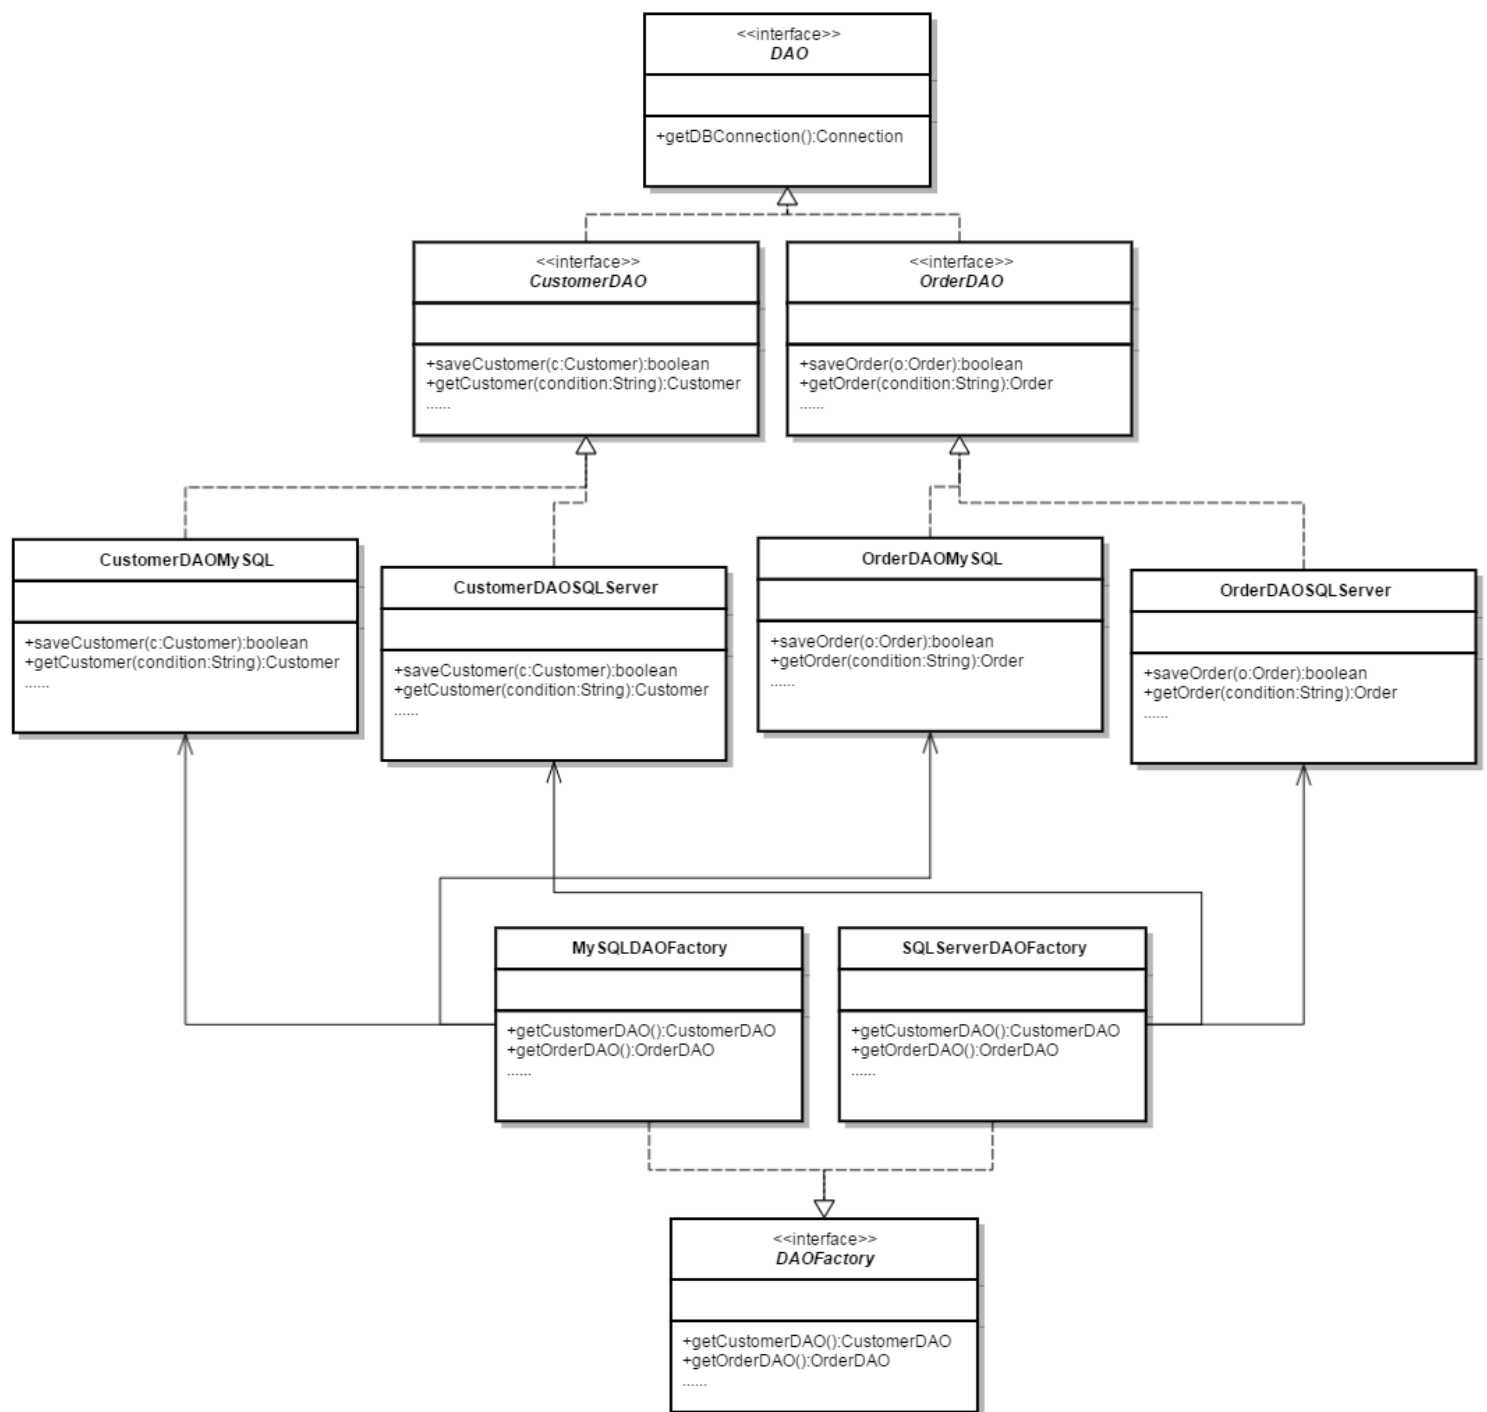 <<interface>>
DAO
+getDBConnection():Connection
<<interface>>
CustomerDAO
+saveCustomer(c:Customer):boolean
+getCustomer(condition:String):Customer
......
<<interface>>
OrderDAO
+saveOrder(o:Order):boolean
+getOrder(condition:String):Order
......
CustomerDAOMySQL
+saveCustomer(c:Customer):boolean
+getCustomer(condition:String):Customer
......
CustomerDAOSQLServer
+saveCustomer(c:Customer):boolean
+getCustomer(condition:String):Customer
......
OrderDAOMySQL
+saveOrder(o:Order):boolean
+getOrder(condition:String):Order
......
OrderDAOSQLServer
+saveOrder(o:Order):boolean
+getOrder(condition:String):Order
......
MySQLDAOFactory
+getCustomerDAO():CustomerDAO
+getOrderDAO():OrderDAO
......
SQLServerDAOFactory
+getCustomerDAO():CustomerDAO
+getOrderDAO():OrderDAO
......
<<interface>>
DAOFactory
+getCustomerDAO():CustomerDAO
+getOrderDAO():OrderDAO
......